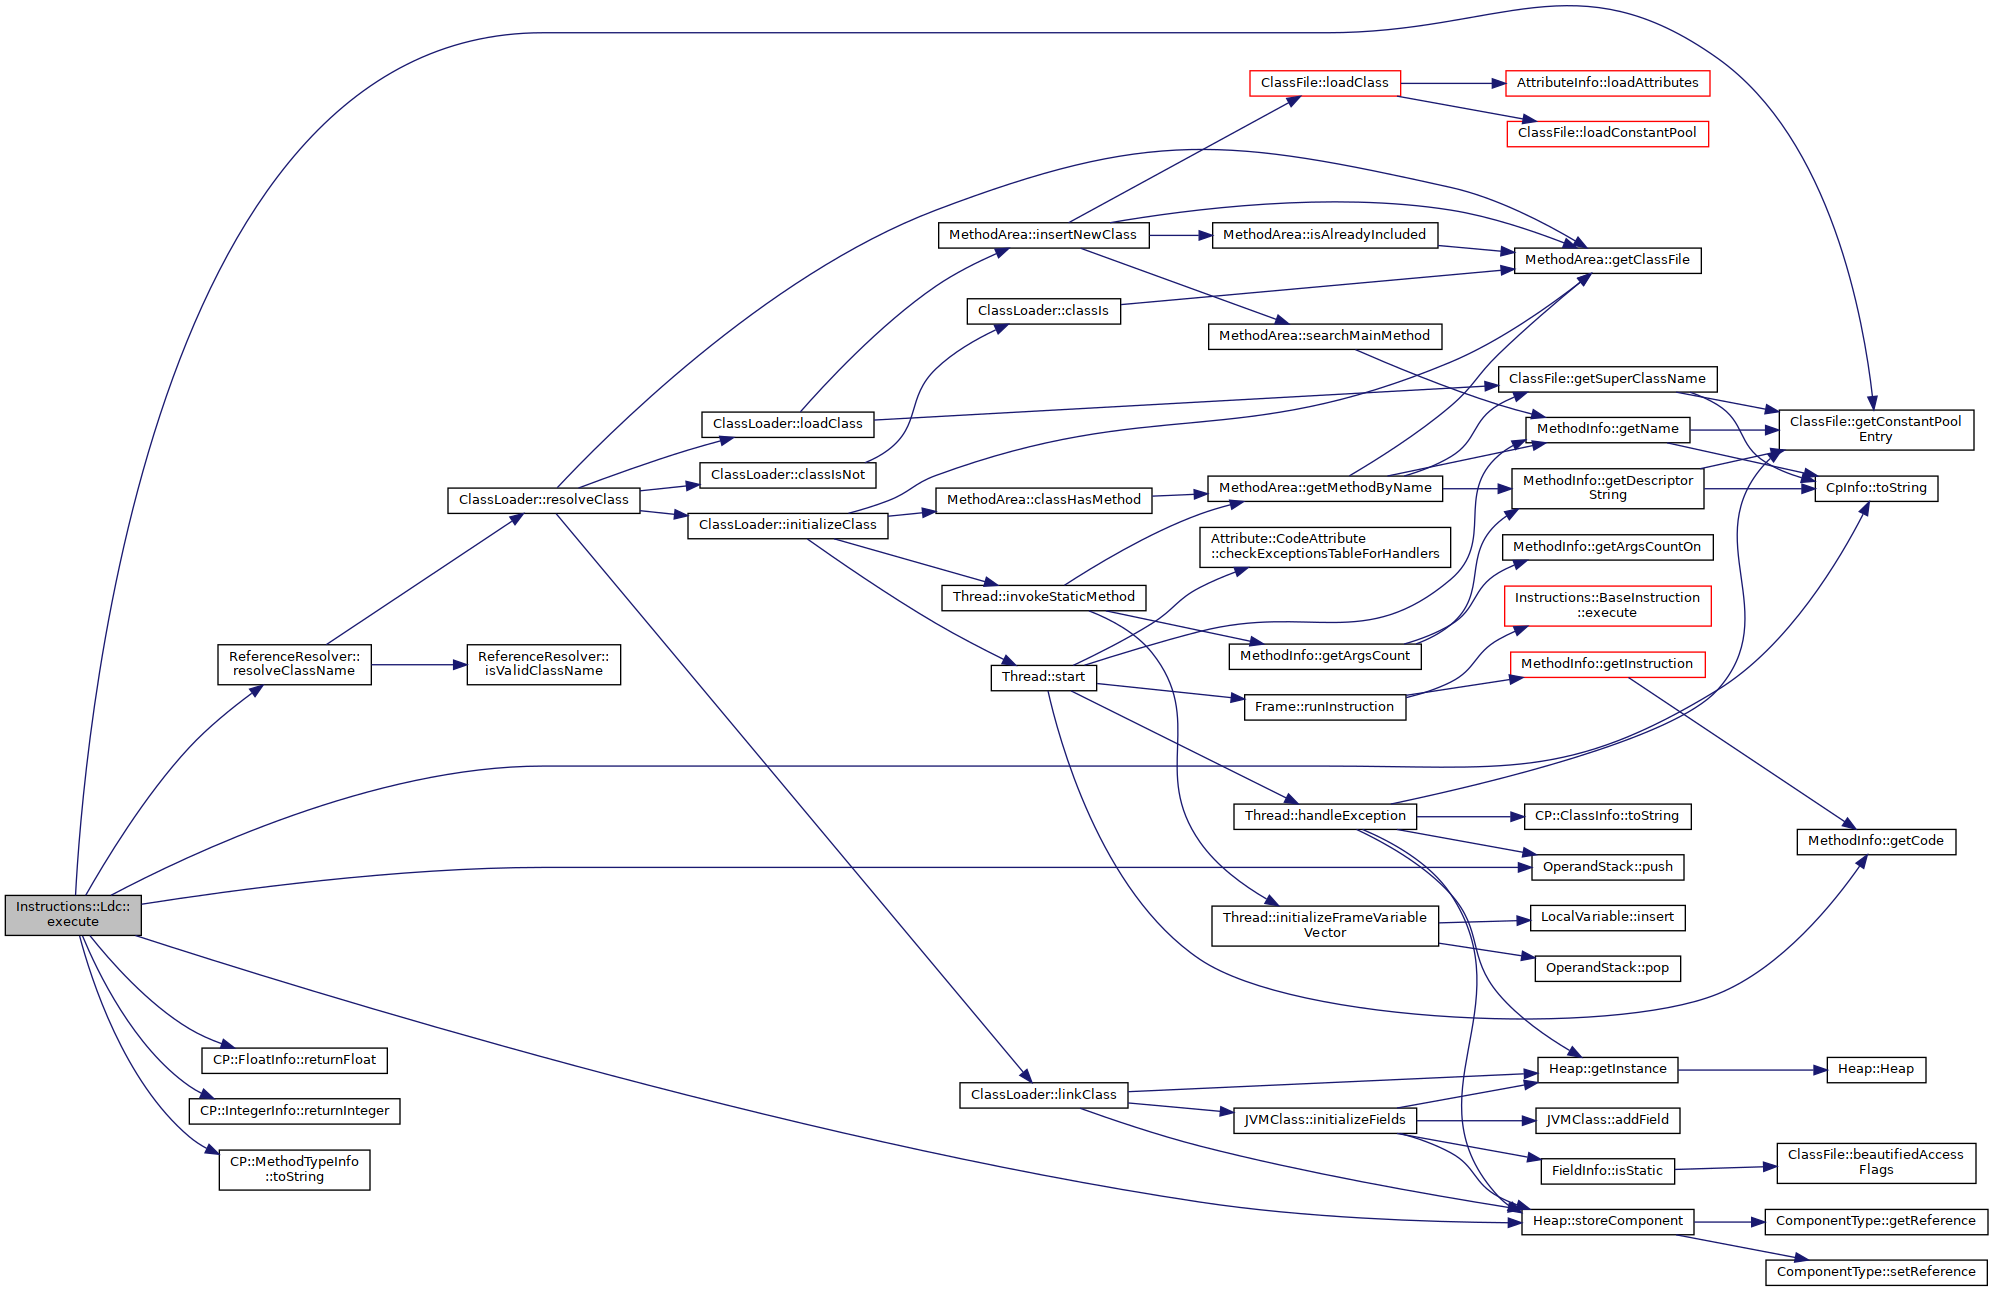 ClassFile::loadClass
AttributeInfo::loadAttributes
ClassFile::loadConstantPool
MethodArea::insertNewClass
MethodArea::isAlreadyIncluded
MethodArea::getClassFile
ClassLoader::classIs
MethodArea::searchMainMethod
ClassFile::getSuperClassName
ClassLoader::loadClass
MethodInfo::getName
ClassFile::getConstantPool
Entry
ClassLoader::classIsNot
ClassLoader::resolveClass
MethodArea::classHasMethod
MethodArea::getMethodByName
MethodInfo::getDescriptor
String
CpInfo::toString
ClassLoader::initializeClass
Attribute::CodeAttribute
::checkExceptionsTableForHandlers
MethodInfo::getArgsCountOn
Thread::invokeStaticMethod
Instructions::BaseInstruction
::execute
ReferenceResolver::
resolveClassName
ReferenceResolver::
isValidClassName
MethodInfo::getArgsCount
MethodInfo::getInstruction
Thread::start
Frame::runInstruction
Thread::handleException
CP::ClassInfo::toString
MethodInfo::getCode
OperandStack::push
Instructions::Ldc::
execute
Thread::initializeFrameVariable
Vector
LocalVariable::insert
OperandStack::pop
CP::FloatInfo::returnFloat
Heap::getInstance
Heap::Heap
ClassLoader::linkClass
CP::IntegerInfo::returnInteger
JVMClass::initializeFields
JVMClass::addField
CP::MethodTypeInfo
::toString
FieldInfo::isStatic
ClassFile::beautifiedAccess
Flags
Heap::storeComponent
ComponentType::getReference
ComponentType::setReference